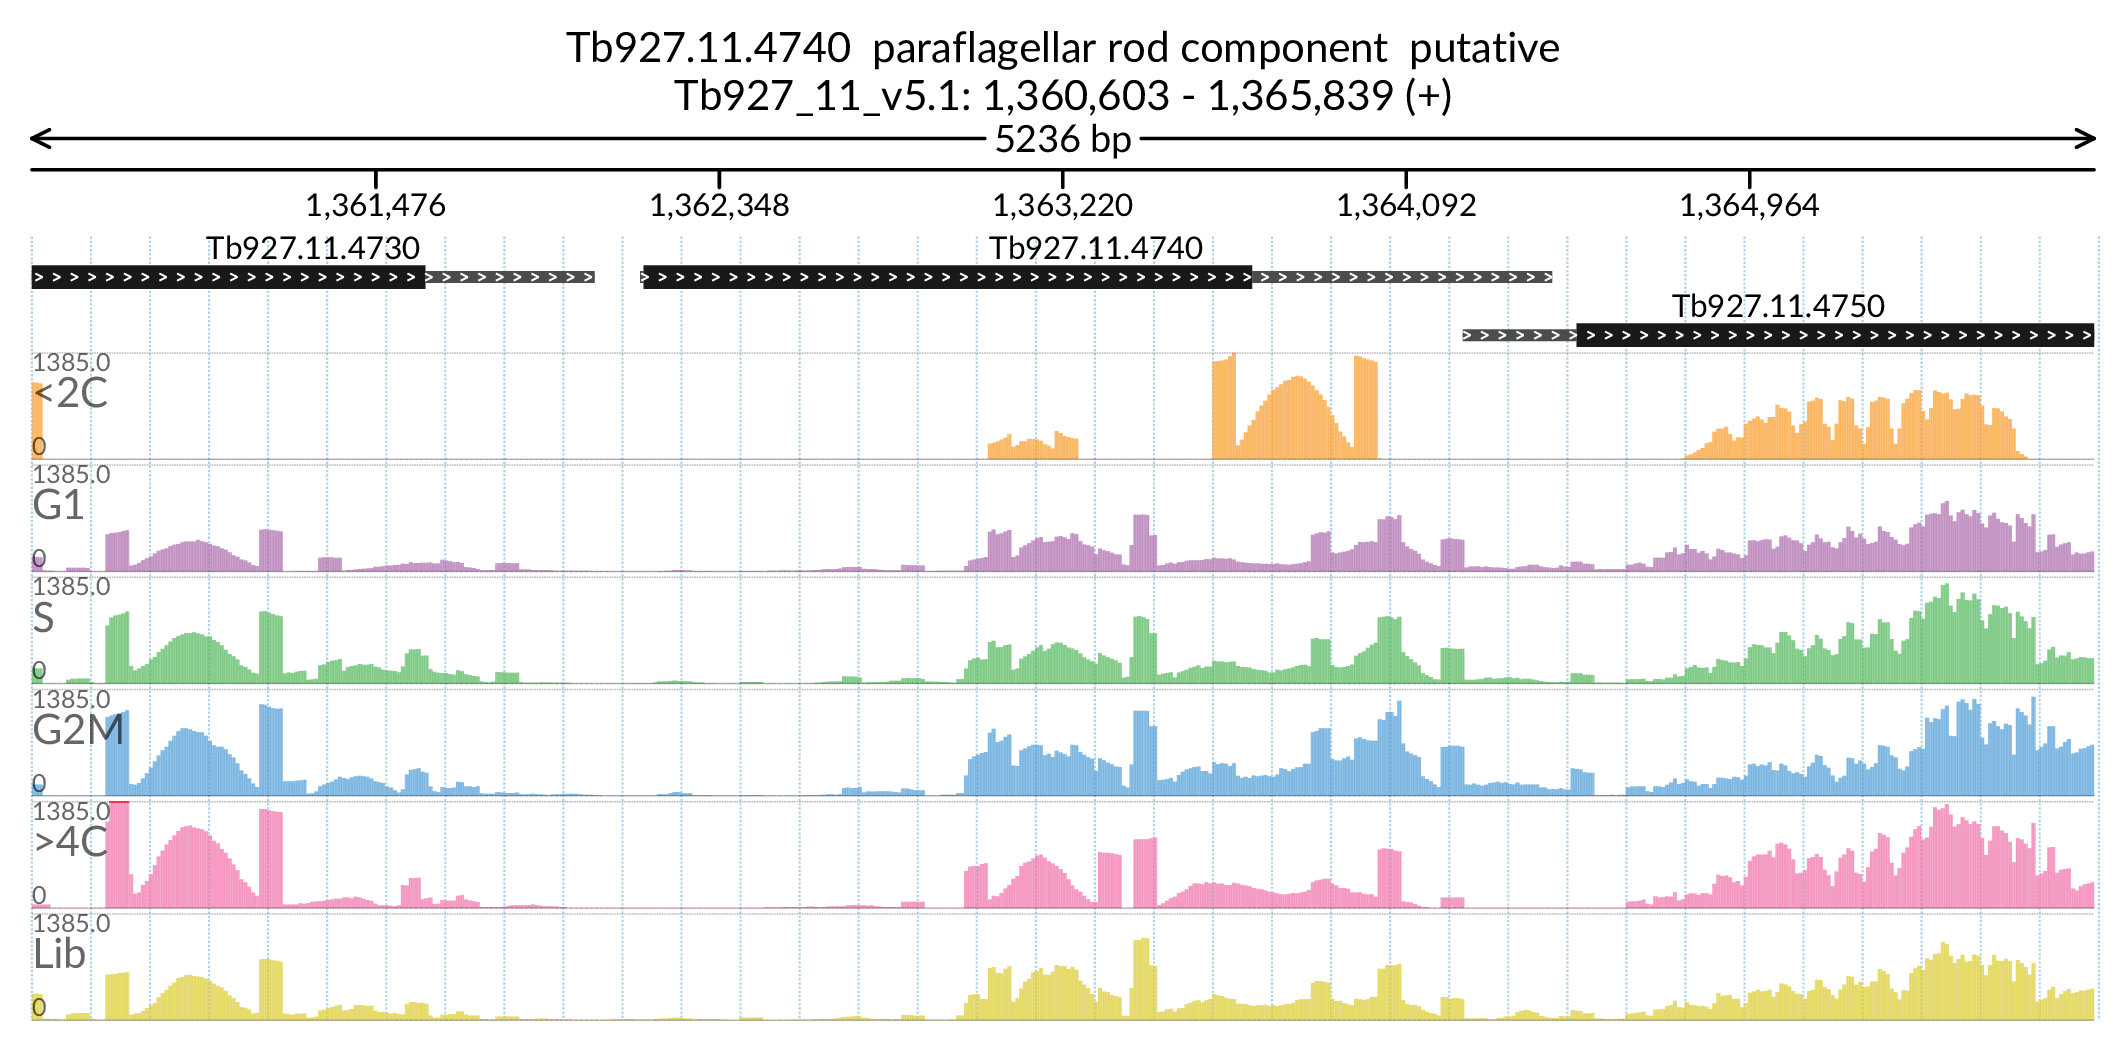 Tb927.11.4740  paraflagellar rod component  putative
Tb927_11_v5.1: 1,360,603 - 1,365,839 (+)
5236 bp
1,361,476 1,362,348 1,363,220 1,364,092 1,364,964
Tb927.11.4730 Tb927.11.4740
Tb927.11.4750
1385.0
<2C
0
1385.0
G1
0
1385.0
S
0
1385.0
G2M
0
1385.0
>4C
0
1385.0
Lib
0